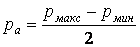 p_a = (p_макс − p_мин) / 2